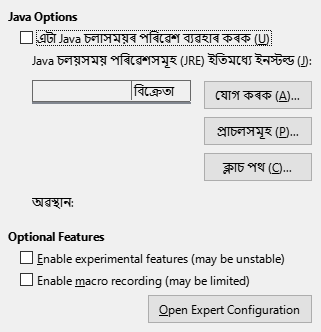 Java Options
এটা Java চলাসময়ৰ পৰিৱেশ ব্যৱহাৰ কৰক (U)
Java চলয়সময় পৰিৱেশসমূহ (JRE) ইতিমধ্যে ইনস্টল্ড (J):
বিক্ৰেতা
যোগ কৰক (A)...
প্ৰাচলসমূহ (P)...
ক্লাচ পথ (C)...
অৱস্থান:
Optional Features
Enable experimental features (may be unstable)
Enable macro recording (may be limited)
Open Expert Configuration